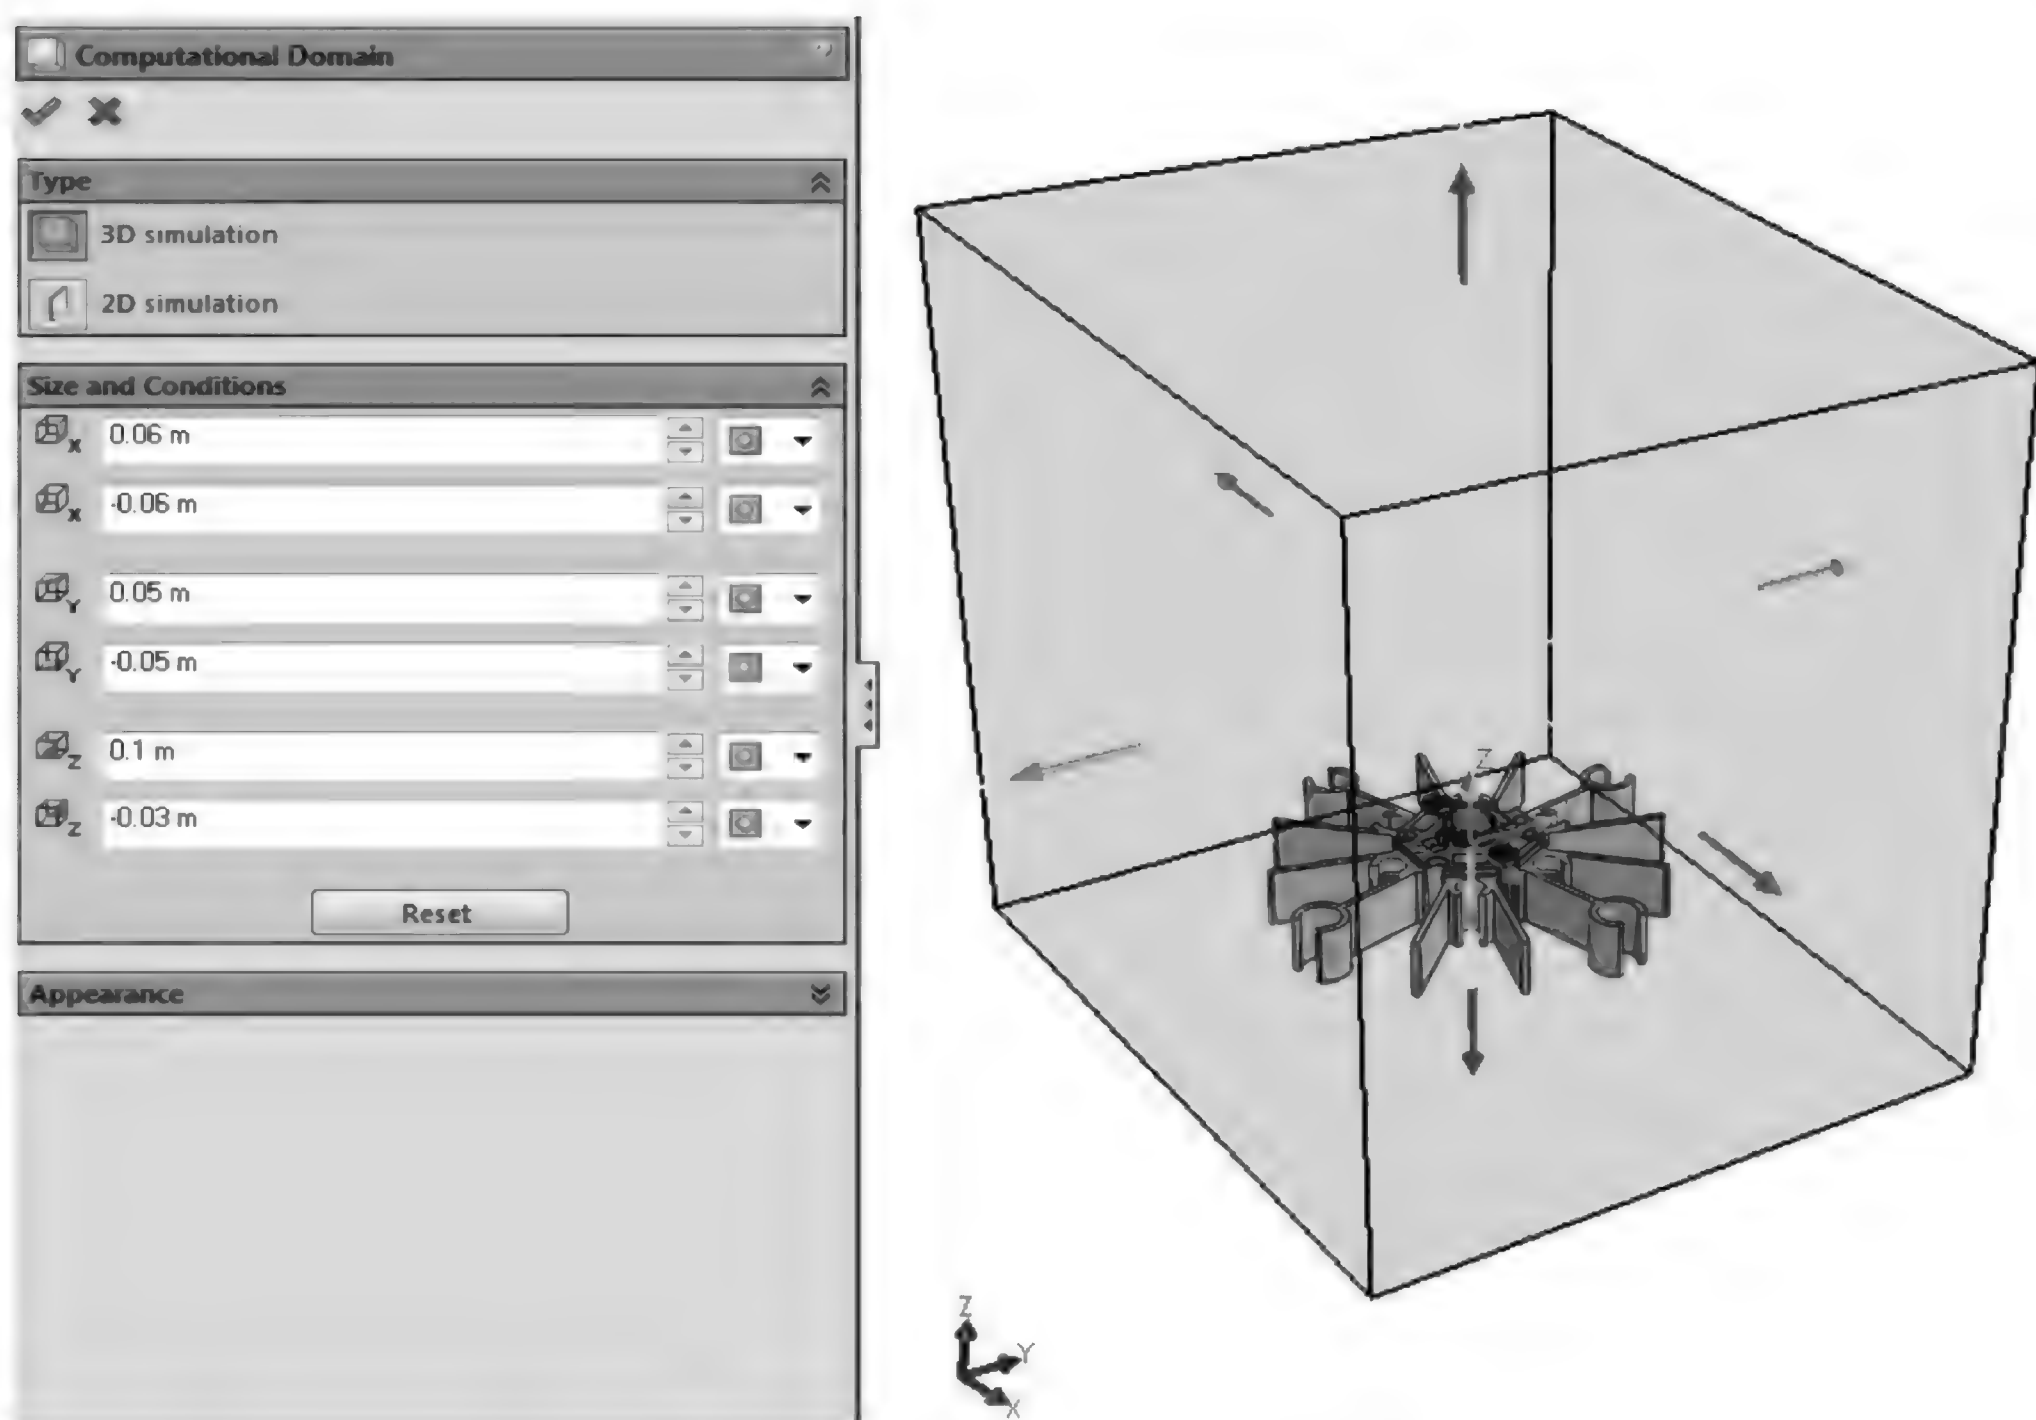 Computational Domain
Type
3D simulation
2D simulation
Size and Conditions
X 0.06 m
X -0.06 m
Y 0.05 m
Y -0.05 m
Z 0.1 m
Z -0.03 m
Reset
Appearance
Z
Z
Y
X